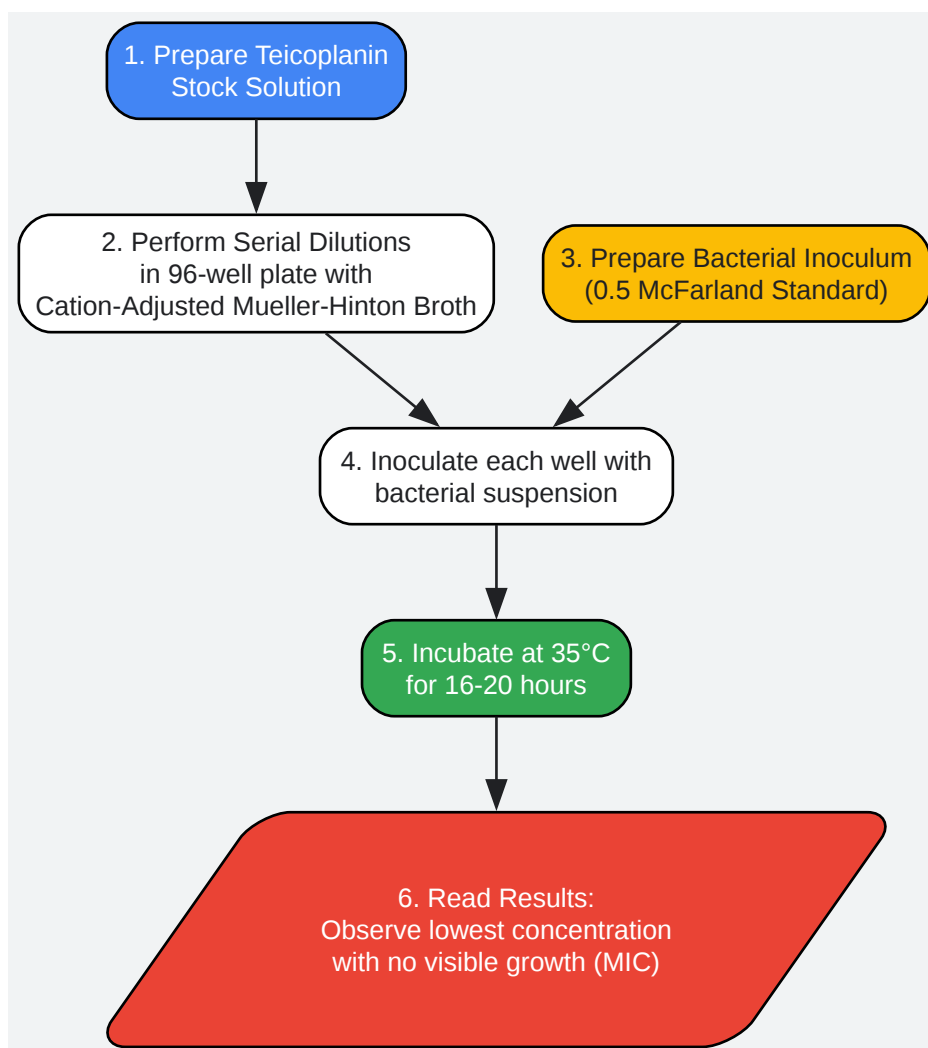 1. Prepare Teicoplanin
Stock Solution
2. Perform Serial Dilutions
in 96-well plate with
Cation-Adjusted Mueller-Hinton Broth
3. Prepare Bacterial Inoculum
(0.5 McFarland Standard)
4. Inoculate each well with
bacterial suspension
5. Incubate at 35°C
for 16-20 hours
6. Read Results:
Observe lowest concentration
with no visible growth (MIC)